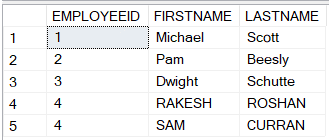 EMPLOYEEID FIRSTNAME LASTNAME
1 1 Michael Scott
2 2 Pam Beesly
3 3 Dwight Schutte
4 4 RAKESH ROSHAN
5 4 SAM CURRAN